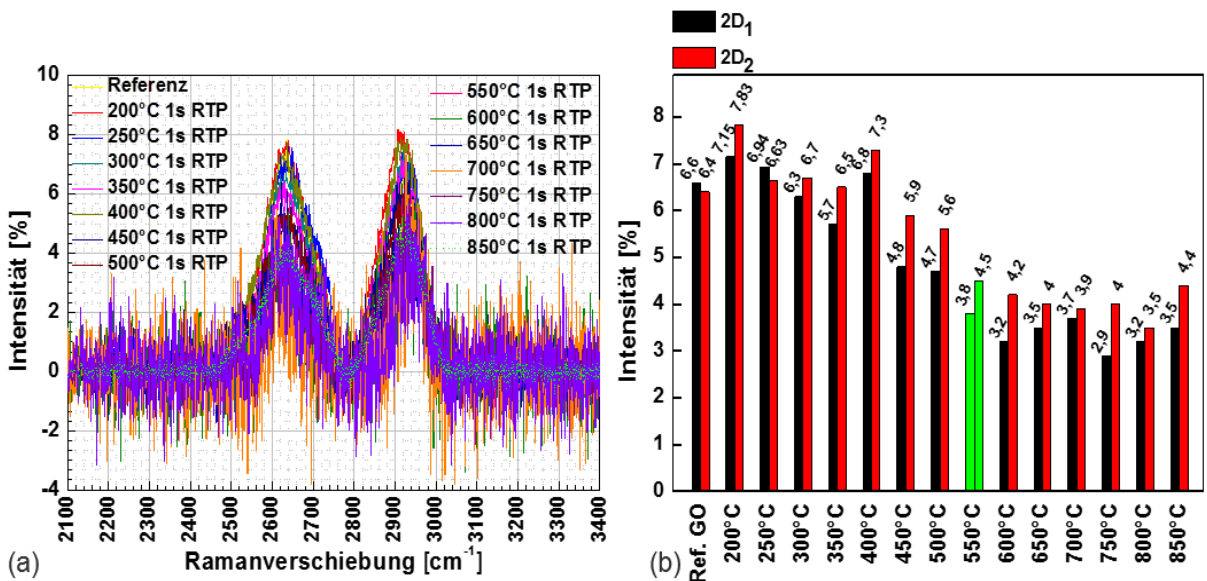 Intensität [%]
10
8
6
4
2
0
-2
-4
Referenz
200°C 1s RTP
250°C 1s RTP
300°C 1s RTP
350°C 1s RTP
400°C 1s RTP
450°C 1s RTP
500°C 1s RTP
550°C 1s RTP
600°C 1s RTP
650°C 1s RTP
700°C 1s RTP
750°C 1s RTP
800°C 1s RTP
850°C 1s RTP
2100 2200 2300 2400 2500 2600 2700 2800 2900 3000 3100 3200 3300 3400
Ramanverschiebung [cm⁻¹]
(a)
2D₁
2D₂
Intensität [%]
8
7
6
5
4
3
2
1
0
6,6 6,4 7,15 7,83 6,94 6,63 6,3 6,7 5,7 6,5 6,8 7,3 4,8 5,9 4,7 5,6 3,8 4,5 3,2 4,2 3,5 4 3,7 3,9 2,9 4 3,2 3,5 3,5 4,4
Ref. GO 200°C 250°C 300°C 350°C 400°C 450°C 500°C 550°C 600°C 650°C 700°C 750°C 800°C 850°C
(b)